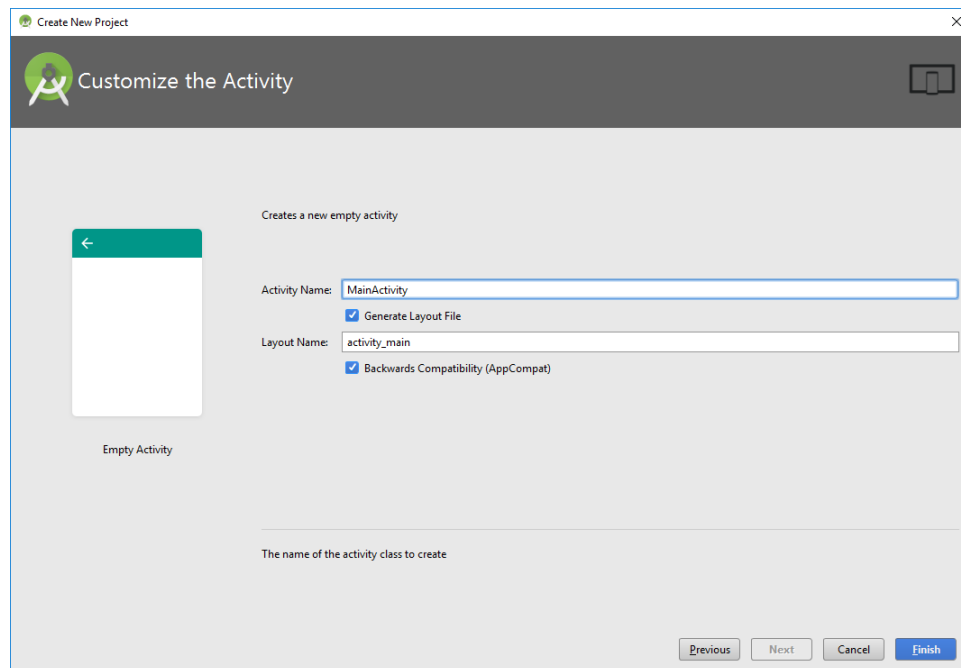 Create New Project
Customize the Activity
Creates a new empty activity
Activity Name: MainActivity
Generate Layout File
Layout Name: activity_main
Backwards Compatibility (AppCompat)
Empty Activity
The name of the activity class to create
Previous Next Cancel Finish